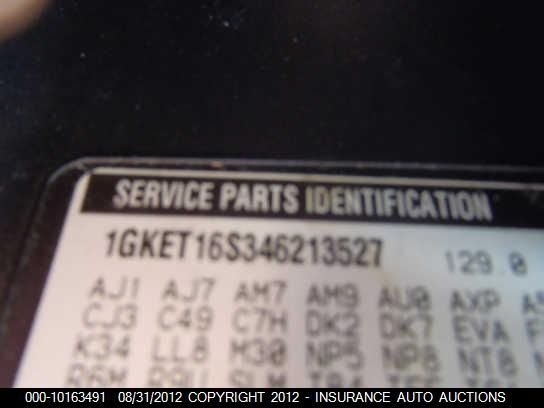 SERVICE PARTS IDENTIFICATION
1GKET16S346213527 129.0
AJ1 AJ7 AM7 AM9 AU0 AXP
CJ3 C49 C7H DK2 DK7 EVA
K34 LL8 M30 NP5 NP8 NT8
000-10163491 08/31/2012 COPYRIGHT 2012 - INSURANCE AUTO AUCTIONS